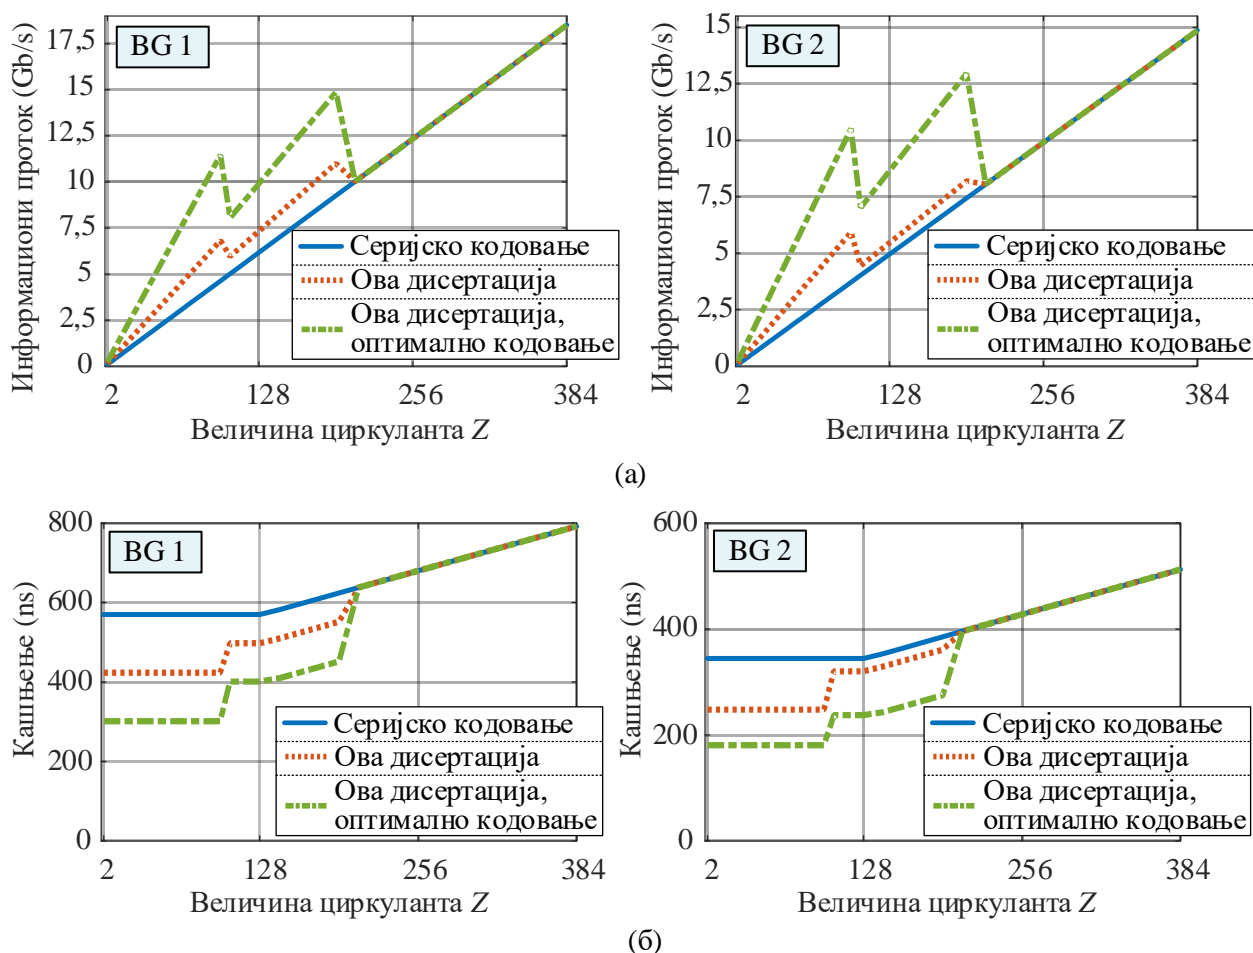 Информациони проток (Gb/s)
17,5
15
12,5
10
7,5
5
2,5
0
BG 1
Серијско кодовање
Ова дисертација
Ова дисертација,
оптимално кодовање
2 128 256 384
Величина циркуланта Z
Информациони проток (Gb/s)
15
12,5
10
7,5
5
2,5
0
BG 2
Серијско кодовање
Ова дисертација
Ова дисертација,
оптимално кодовање
2 128 256 384
Величина циркуланта Z
(а)
Кашњење (ns)
800
600
400
200
0
BG 1
Серијско кодовање
Ова дисертација
Ова дисертација,
оптимално кодовање
2 128 256 384
Величина циркуланта Z
Кашњење (ns)
600
400
200
0
BG 2
Серијско кодовање
Ова дисертација
Ова дисертација,
оптимално кодовање
2 128 256 384
Величина циркуланта Z
(б)